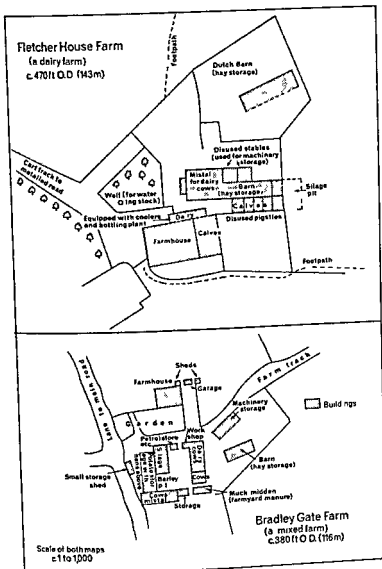 Fletcher House Farm
(a dairy farm)
c.470ft O.D (143m)
Footpath
Dutch Barn
(hay storage)
Disused stables
(used for machinery
storage)
Cart track to
metalled road
Mistal
for dairy
cows
Barn
(hay storage)
Silage
pit
Well (for water
ing stock)
Calves
Equipped with coolers
and bottling plant
Disused pigsties
Farmhouse
Calves
Footpath
Sheds
Farmhouse
Garage
Farm track
lane to main road
Machinery
storage
Buildings
Garden
Petrol store
etc.
Work
shop
Dairy
cows
Barn
(hay storage)
Small storage
shed
Barley
pit
Cows
Cows
mistal
Storage
Muck midden
(farmyard manure)
Bradley Gate Farm
(a mixed farm)
c.380ft O.D. (116m)
Scale of both maps
c.1 to 1,000